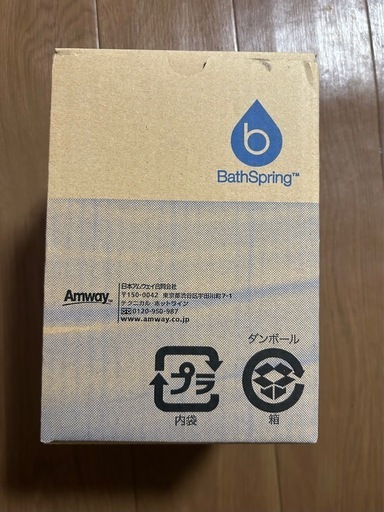 b
BathSpring™
Amway™
日本アムウェイ合同会社
〒150-0042 東京都渋谷区宇田川町7-1
テクニカル・ホットライン
0120-950-987
www.amway.co.jp
プラ
内袋
ダンボール
箱